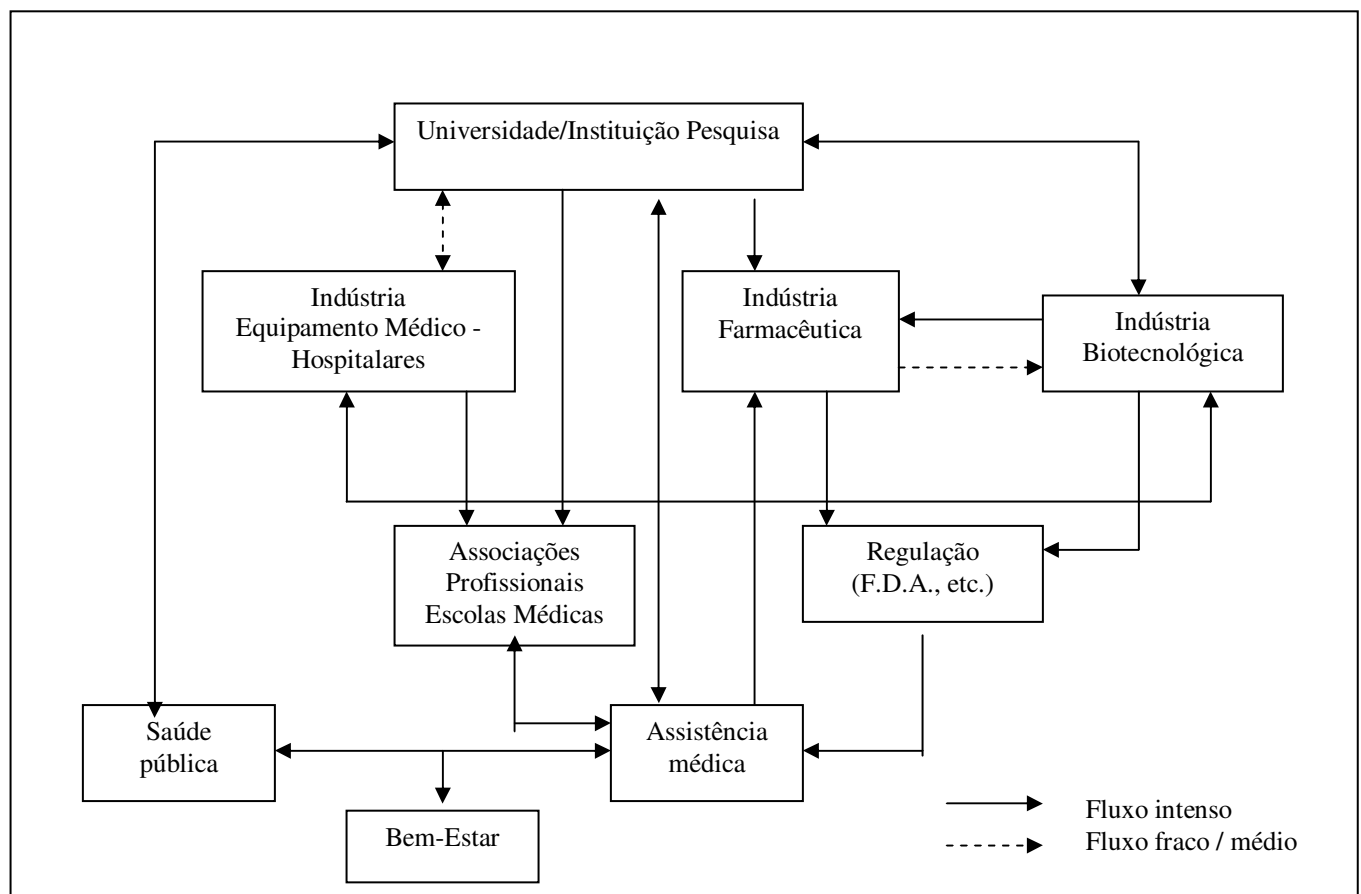 Universidade/Instituição Pesquisa
Indústria
Equipamento Médico -
Hospitalares
Indústria
Farmacêutica
Indústria
Biotecnológica
Associações
Profissionais
Escolas Médicas
Regulação
(F.D.A., etc.)
Saúde
pública
Assistência
médica
Bem-Estar
Fluxo intenso
Fluxo fraco / médio